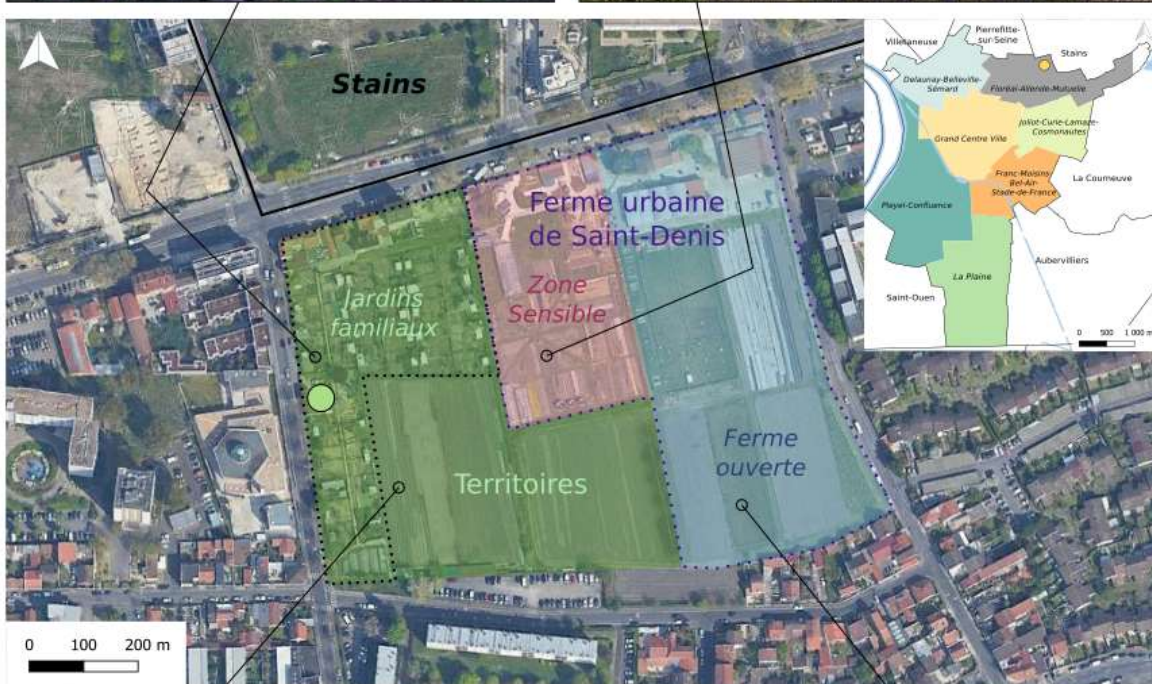 Stains
Ferme urbaine
de Saint-Denis
Zone
Sensible
Jardins
familiaux
Territoires
Ferme
ouverte
0 100 200 m
Villetaneuse
Pierrefitte-
sur-Seine
Stains
Delaunay-Belleville-
Sémard
Floréal-Allende-Mutuelle
Grand Centre Ville
Joliot-Curie-Lamaze-
Cosmonautes
Franc-Moisins
Bel-Air-
Stade-de-France
La Courneuve
Pleyel-Confluence
Aubervilliers
La Plaine
Saint-Ouen
0 500 1 000 m